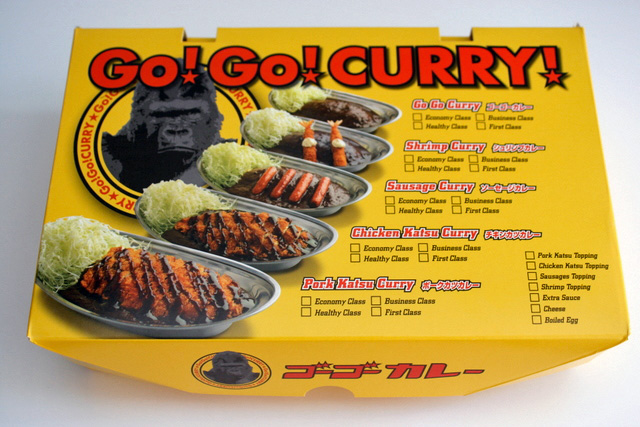 Go! Go! CURRY!
Go!Go!CURRY★Go!
Go Go Curry ゴーゴーカレー
Economy Class Business Class
Healthy Class First Class
Shrimp Curry シュリンプカレー
Economy Class Business Class
Healthy Class First Class
Sausage Curry ソーセージカレー
Economy Class Business Class
Healthy Class First Class
Chicken Katsu Curry チキンカツカレー
Economy Class Business Class
Healthy Class First Class
Pork Katsu Curry ポークカツカレー
Economy Class Business Class
Healthy Class First Class
Pork Katsu Topping
Chicken Katsu Topping
Sausages Topping
Shrimp Topping
Extra Sauce
Cheese
Boiled Egg
ゴーゴーカレー